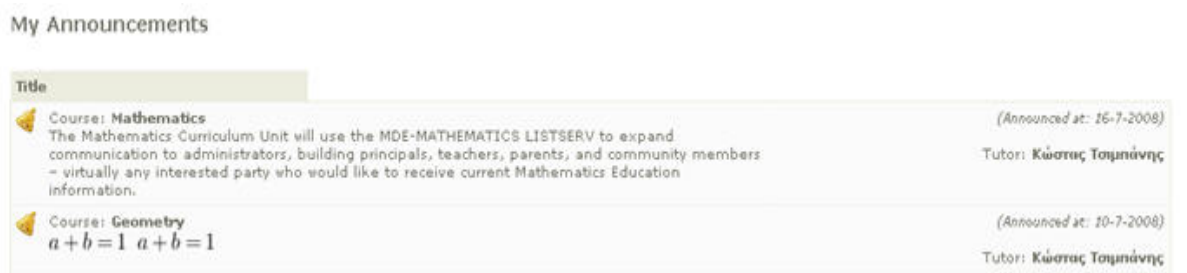 My Announcements
Title
Course: Mathematics
(Announced at: 16-7-2008)
The Mathematics Curriculum Unit will use the MDE-MATHEMATICS LISTSERV to expand
communication to administrators, building principals, teachers, parents, and community members
Tutor: Κώστας Τσιμπάνης
– virtually any interested party who would like to receive current Mathematics Education
information.
Course: Geometry
(Announced at: 10-7-2008)
a + b = 1 a + b = 1
Tutor: Κώστας Τσιμπάνης